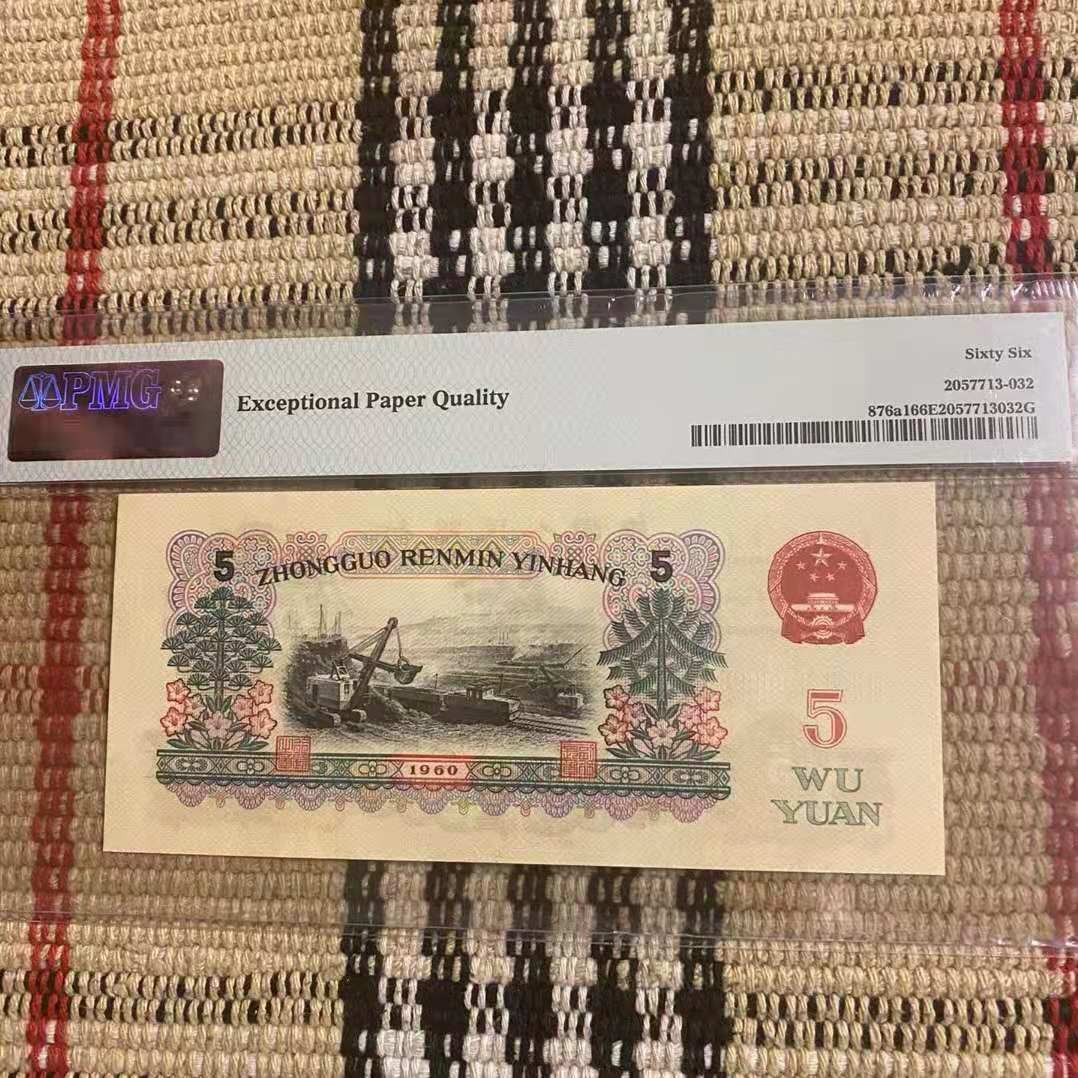 PMG
Exceptional Paper Quality
Sixty Six
2057713-032
876a166E2057713032G
5 ZHONGGUO RENMIN YINHANG 5
1960
5
WU
YUAN